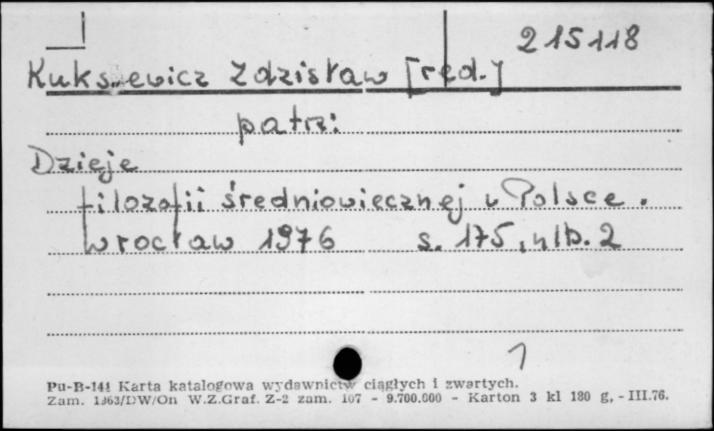 215118
Kuksewicz Zdzisław [red.]
patrz:
Dzieje
filozofii średniowiecznej w Polsce.
Wrocław 1976 s. 175, nlb. 2
1
Pu-B-141 Karta katalogowa wydawnictw ciągłych i zwartych.
Zam. 1363/DW/On W.Z.Graf. Z-2 zam. 107 - 9.700.000 - Karton 3 kl 180 g. - III.76.